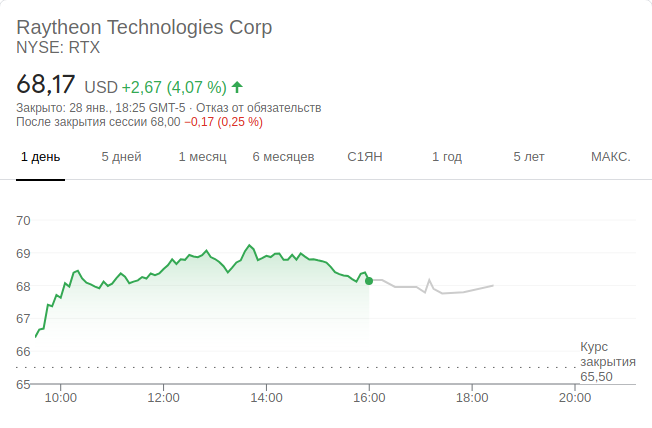 Raytheon Technologies Corp
NYSE: RTX
68,17 USD +2,67 (4,07 %)
Закрыто: 28 янв., 18:25 GMT-5 · Отказ от обязательств
После закрытия сессии 68,00 −0,17 (0,25 %)
1 день 5 дней 1 месяц 6 месяцев С1ЯН 1 год 5 лет МАКС.
70
69
68
67
66
Курс
закрытия
65,50
65
10:00 12:00 14:00 16:00 18:00 20:00